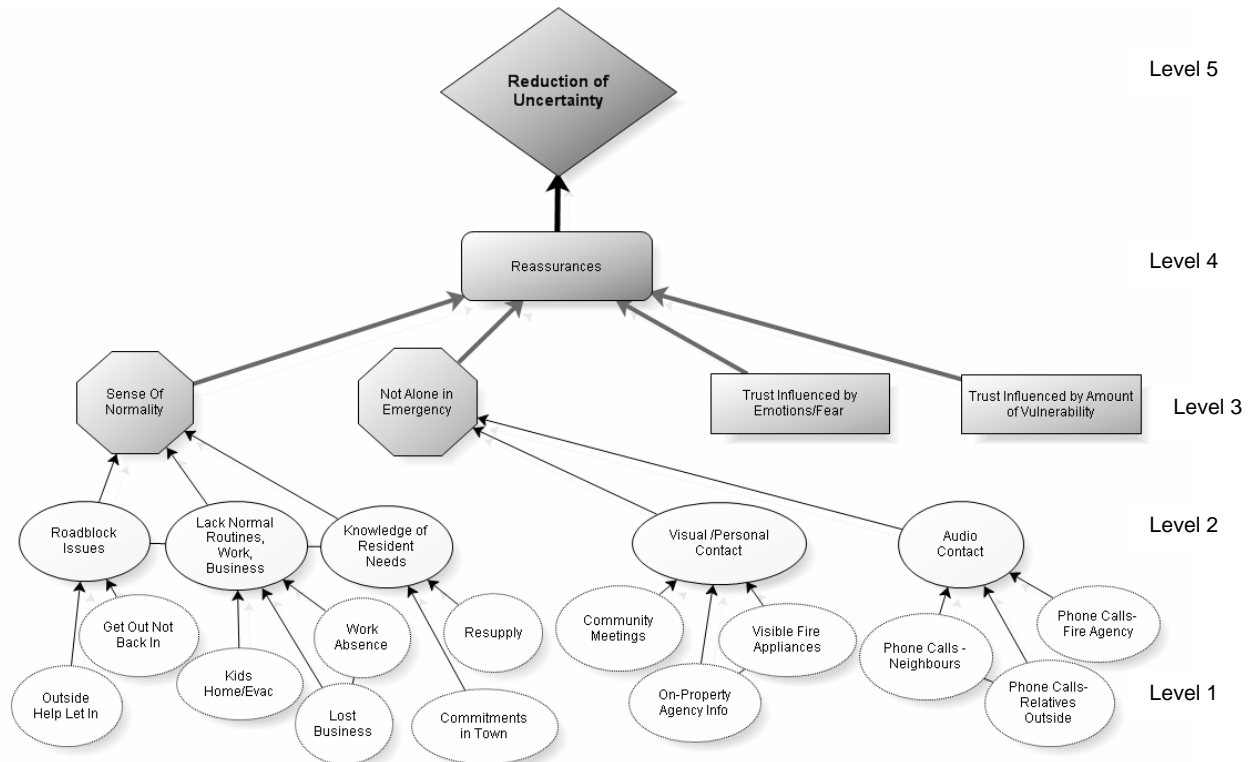 Reduction of
Uncertainty
Level 5
Reassurances
Level 4
Sense Of
Normality
Not Alone in
Emergency
Trust Influenced by
Emotions/Fear
Trust Influenced by Amount
of Vulnerability
Level 3
Roadblock
Issues
Lack Normal
Routines,
Work,
Business
Knowledge of
Resident
Needs
Visual /Personal
Contact
Audio
Contact
Level 2
Outside
Help Let In
Get Out Not
Back In
Kids
Home/Evac
Work
Absence
Lost
Business
Resupply
Commitments
in Town
Community
Meetings
On-Property
Agency Info
Visible Fire
Appliances
Phone Calls -
Neighbours
Phone Calls-
Relatives
Outside
Phone Calls-
Fire Agency
Level 1